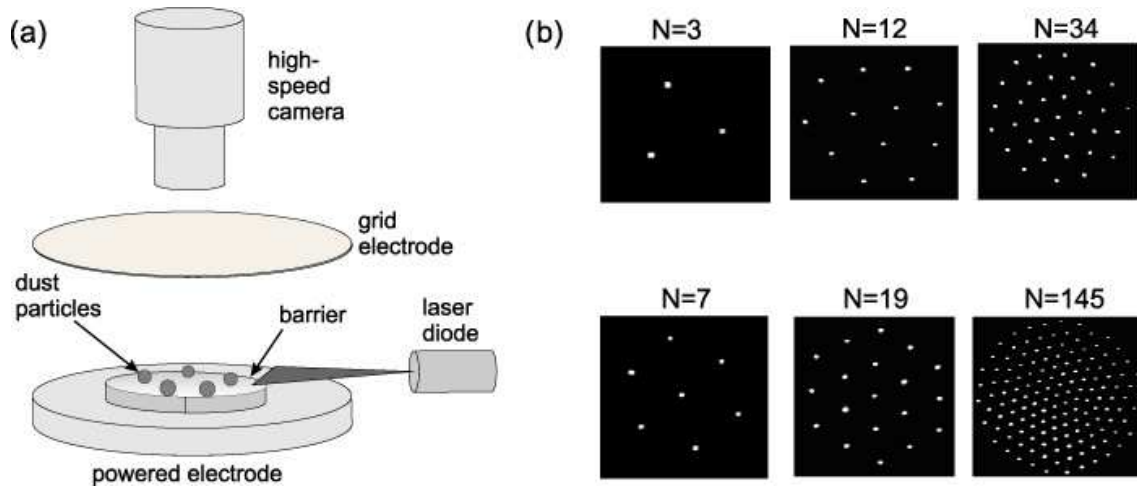 (a)
high-
speed
camera
grid
electrode
dust
particles
barrier
laser
diode
powered electrode
(b)
N=3
N=12
N=34
N=7
N=19
N=145